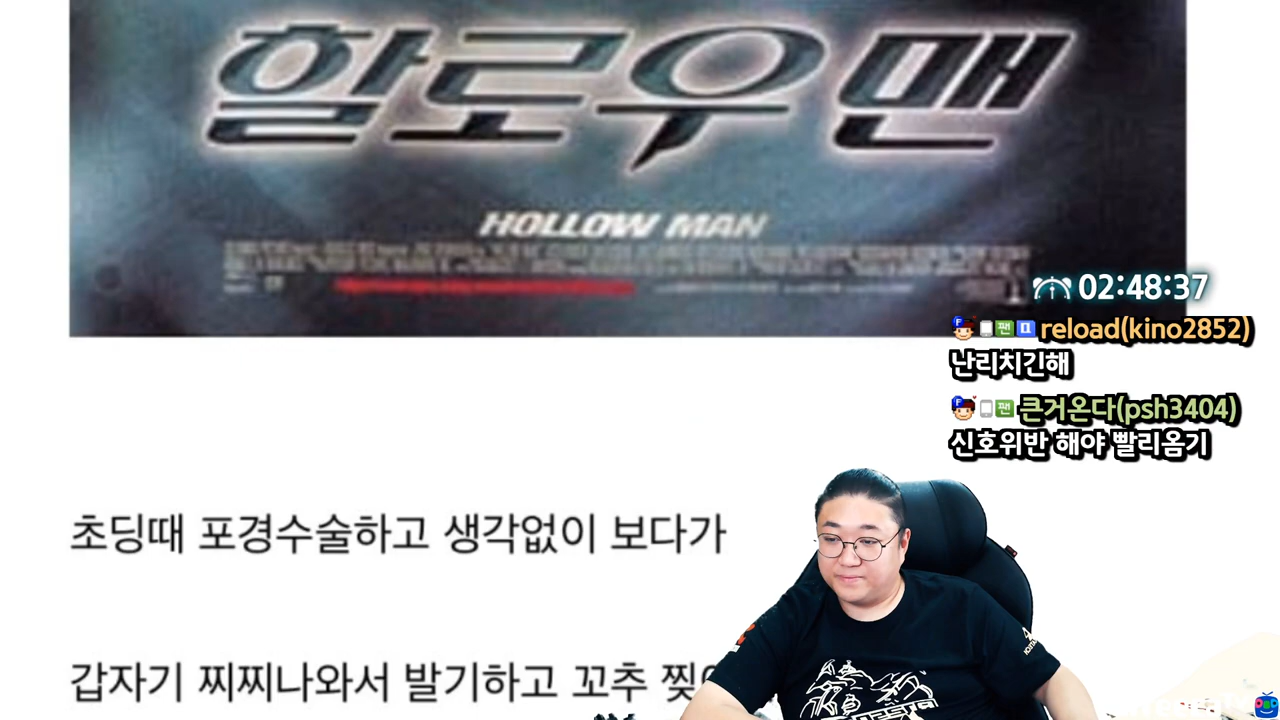 할로우맨
HOLLOW MAN
02:48:37
reload(kino2852)
난리치긴해
큰거온다(psh3404)
신호위반 해야 빨리옴기
초딩때 포경수술하고 생각없이 보다가
갑자기 찌찌나와서 발기하고 꼬추